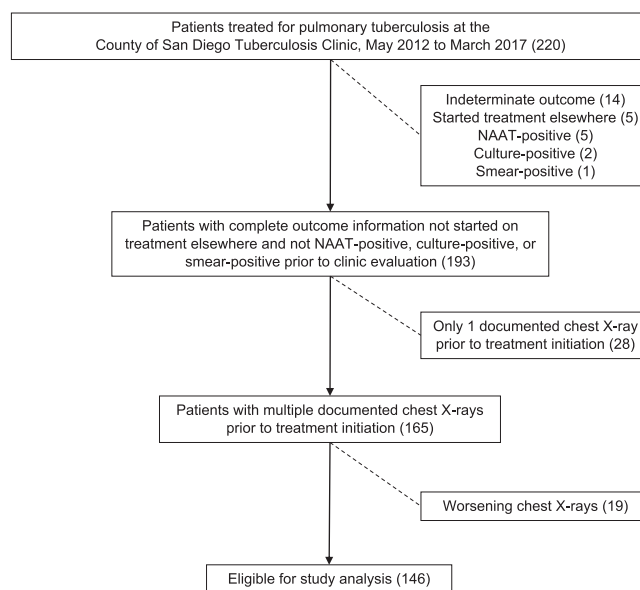 Patients treated for pulmonary tuberculosis at the
County of San Diego Tuberculosis Clinic, May 2012 to March 2017 (220)
Indeterminate outcome (14)
Started treatment elsewhere (5)
NAAT-positive (5)
Culture-positive (2)
Smear-positive (1)
Patients with complete outcome information not started on
treatment elsewhere and not NAAT-positive, culture-positive, or
smear-positive prior to clinic evaluation (193)
Only 1 documented chest X-ray
prior to treatment initiation (28)
Patients with multiple documented chest X-rays
prior to treatment initiation (165)
Worsening chest X-rays (19)
Eligible for study analysis (146)